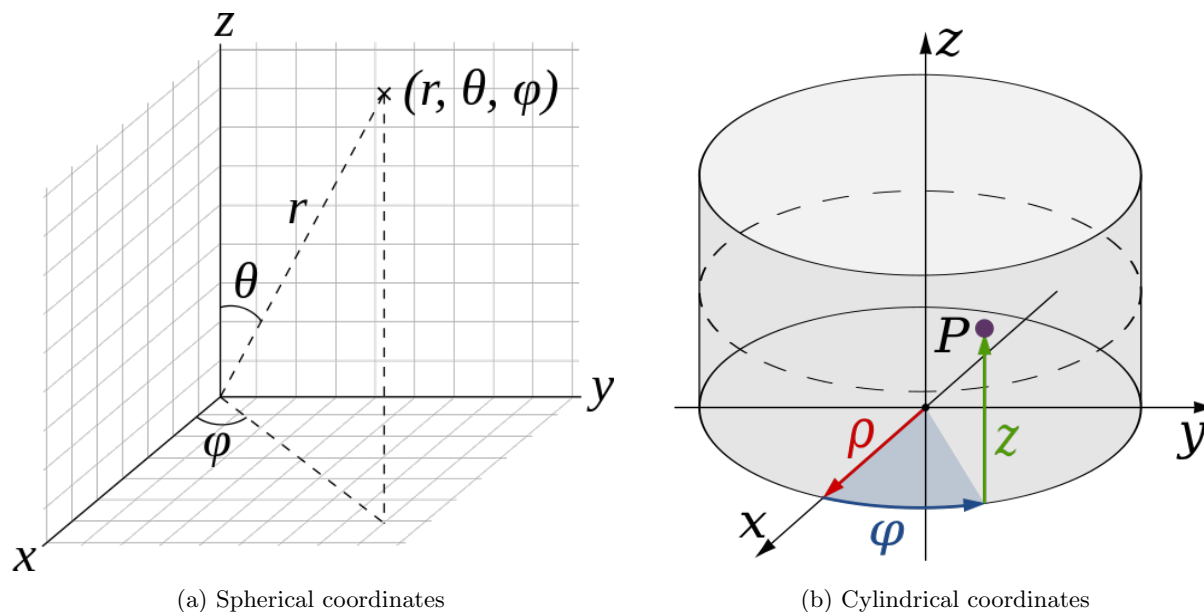 z
(r, θ, φ)
r
θ
y
φ
x
(a) Spherical coordinates
z
P
ρ
z
y
x
φ
(b) Cylindrical coordinates